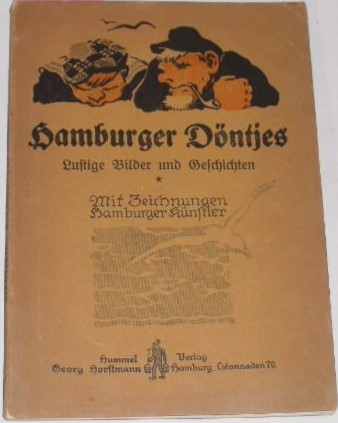 Hamburger Döntjes
Lustige Bilder und Geschichten
Mit Zeichnungen
Hamburger Künstler
Hummel Verlag
Georg Horstmann Hamburg, Colonnaden 70.